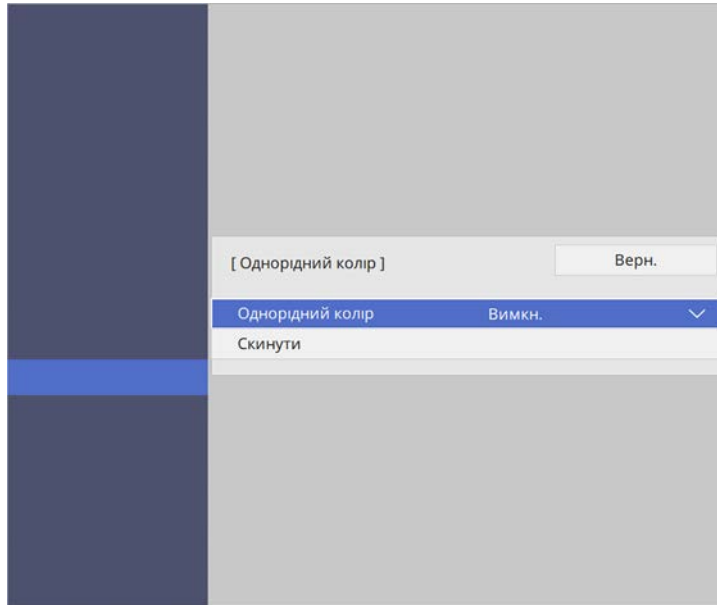 [ Однорідний колір ]
Верн.
Однорідний колір Вимкн.
Скинути